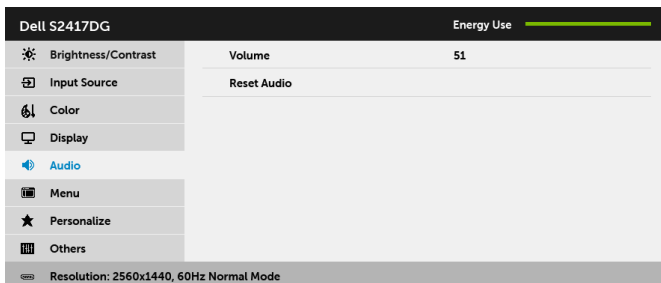 Dell S2417DG Energy Use
Brightness/Contrast Volume 51
Input Source Reset Audio
Color
Display
Audio
Menu
Personalize
Others
Resolution: 2560x1440, 60Hz Normal Mode